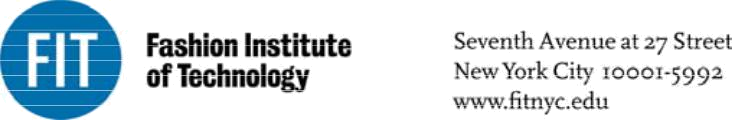 FIT
Fashion Institute
of Technology
Seventh Avenue at 27 Street
New York City 10001-5992
www.fitnyc.edu